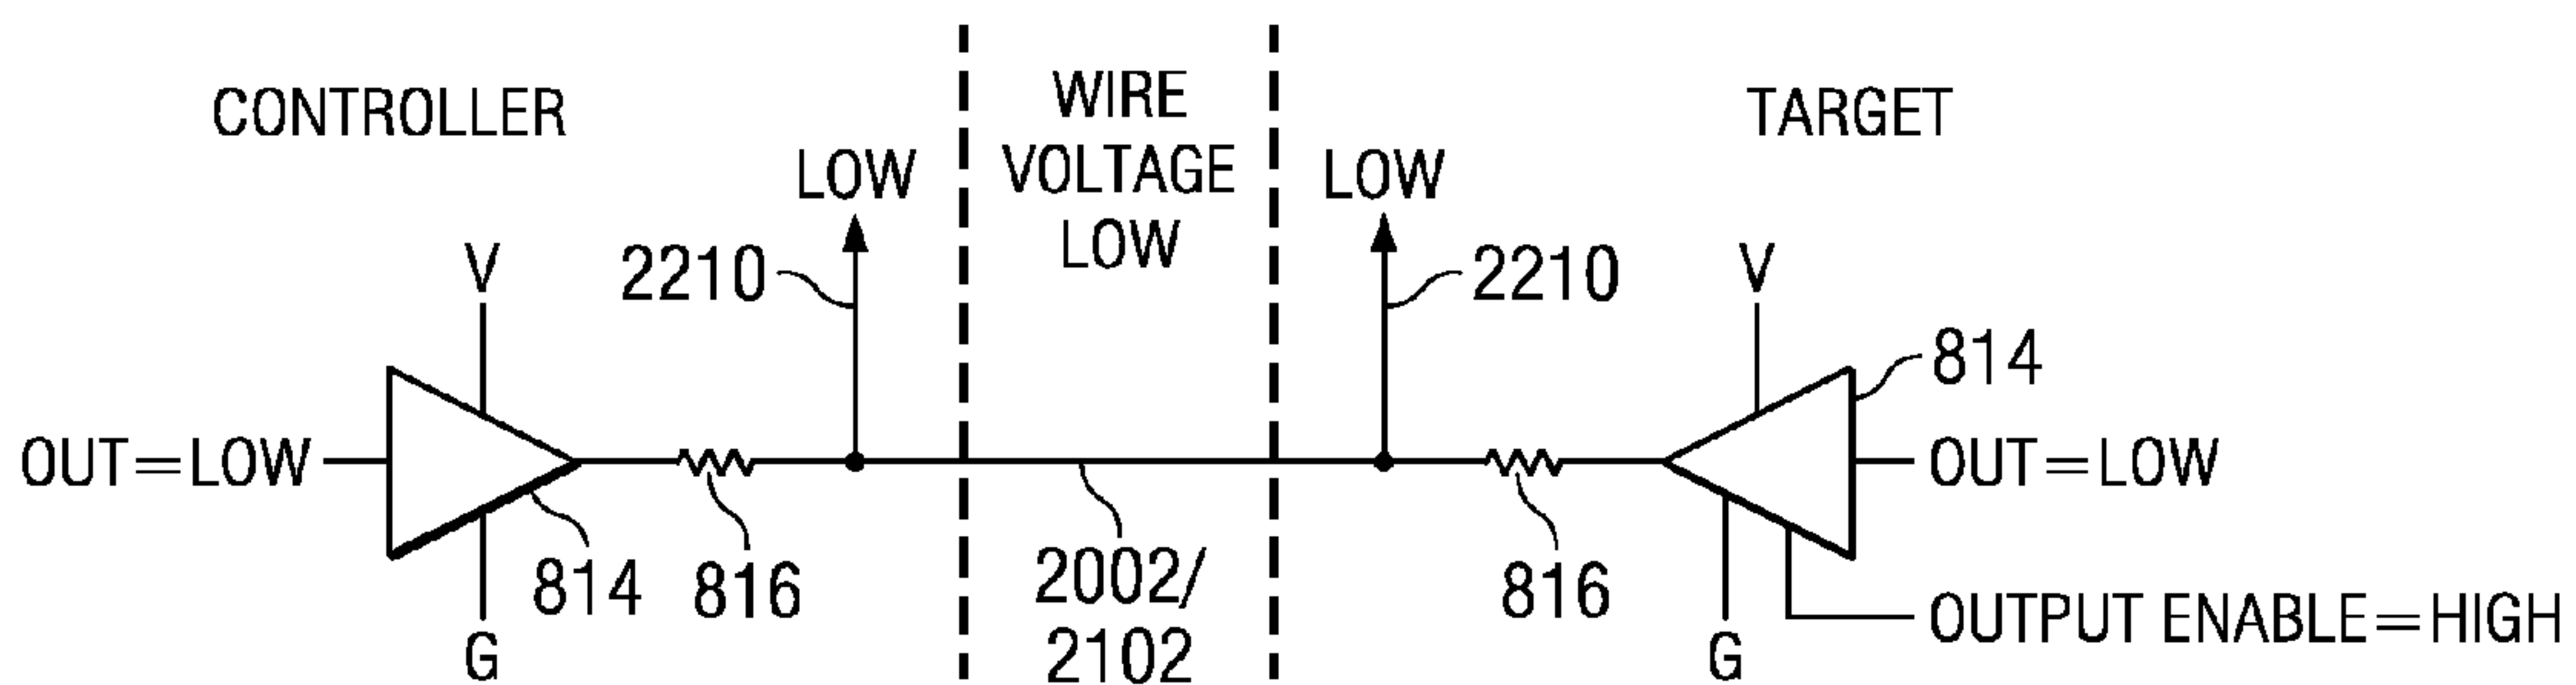 CONTROLLER
WIRE
VOLTAGE
LOW
TARGET
LOW
LOW
V
2210
2210
V
814
OUT=LOW
OUT=LOW
814
816
2002/
2102
816
OUTPUT ENABLE=HIGH
G
G